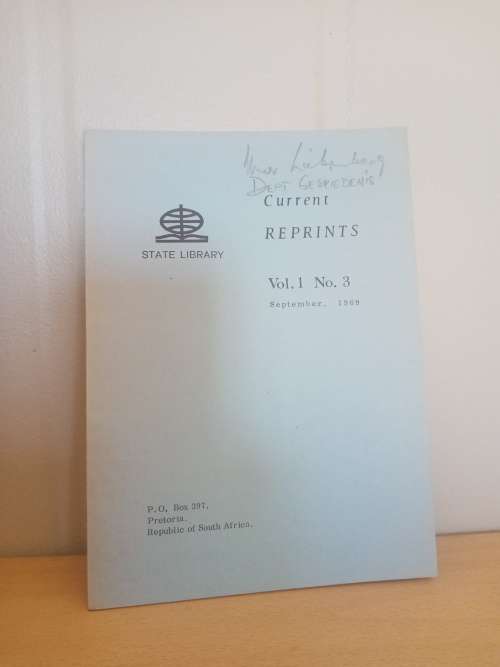 DEPT GESKIEDENIS
Current
REPRINTS
STATE LIBRARY
Vol. 1 No. 3
September, 1969
P.O. Box 397,
Pretoria.
Republic of South Africa.